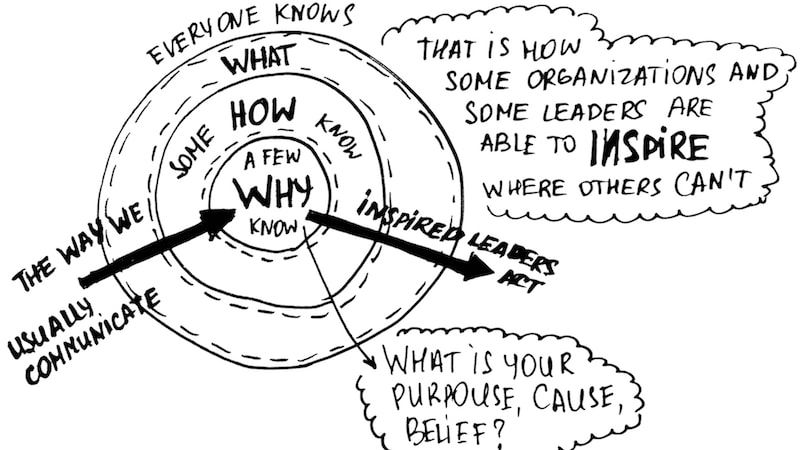 EVERYONE KNOWS
WHAT
SOME HOW KNOW
A FEW
WHY
KNOW
THE WAY WE
USUALLY
COMMUNICATE
INSPIRED LEADERS
ACT
THAT IS HOW
SOME ORGANIZATIONS AND
SOME LEADERS ARE
ABLE TO INSPIRE
WHERE OTHERS CAN'T
WHAT IS YOUR
PURPOUSE, CAUSE,
BELIEF?